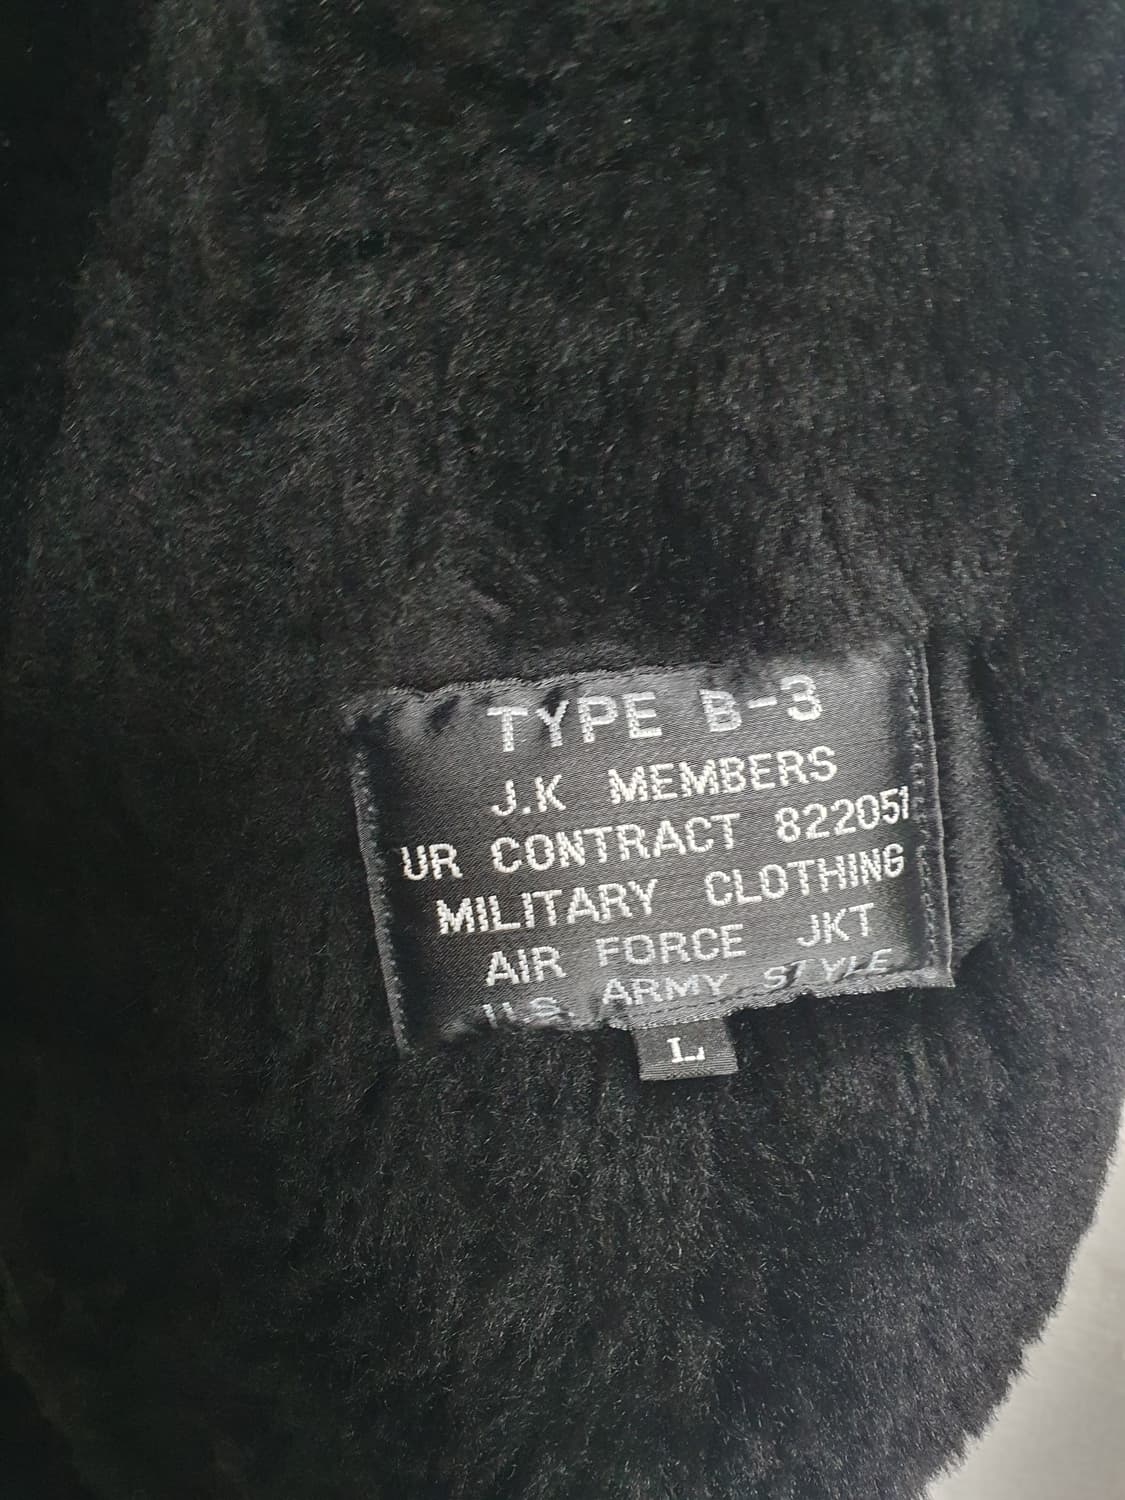 TYPE B-3
J.K MEMBERS
UR CONTRACT 822051
MILITARY CLOTHING
AIR FORCE JKT
U.S. ARMY STYLE
L